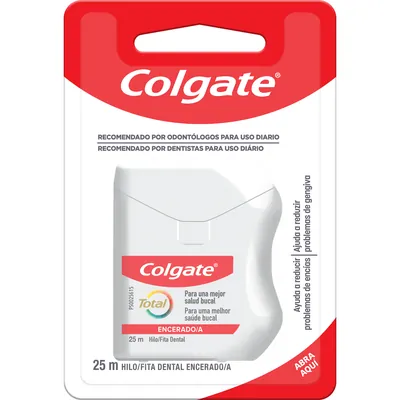 Colgate®
RECOMENDADO POR ODONTÓLOGOS PARA USO DIARIO
RECOMENDADO POR DENTISTAS PARA USO DIÁRIO
Colgate®
Total
Para una mejor
salud bucal
Para uma melhor
saúde bucal
ENCERADO/A
25 m Hilo/Fita Dental
P5D025615
Ayuda a reducir
problemas de encías
Ajuda a reduzir
problemas de gengiva
25 m HILO/FITA DENTAL ENCERADO/A
ABRA
AQUI